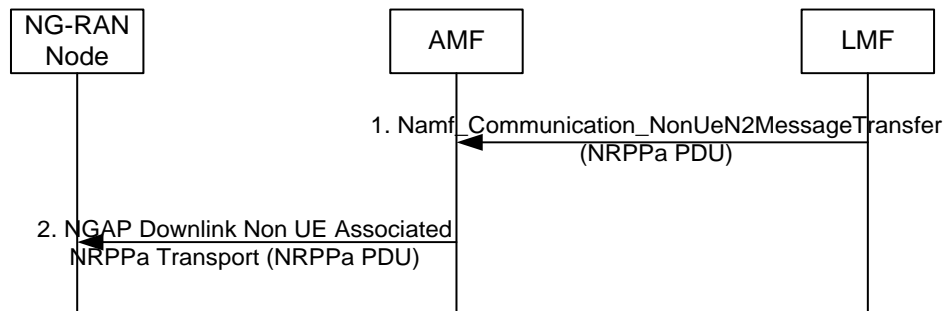 NG-RAN
Node
AMF
LMF
1. Namf_Communication_NonUeN2MessageTransfer
(NRPPa PDU)
2. NGAP Downlink Non UE Associated
NRPPa Transport (NRPPa PDU)